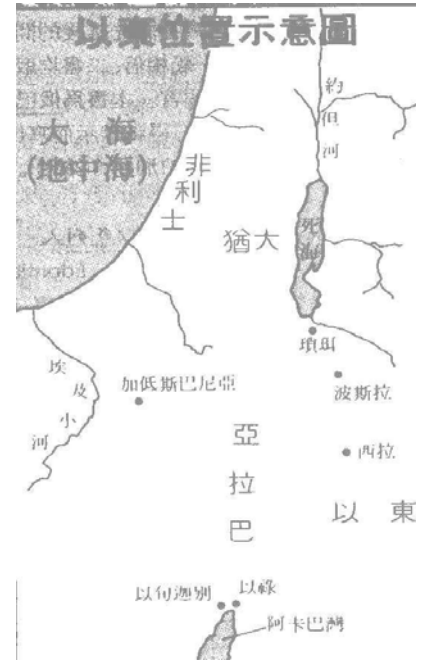 以東位置示意圖
約但河
大海
(地中海)
非利士
死海
猶大
瑣珥
埃及小河
加低斯巴尼亞
波斯拉
亞拉巴
西拉
以東
以旬迦別
以祿
阿卡巴灣